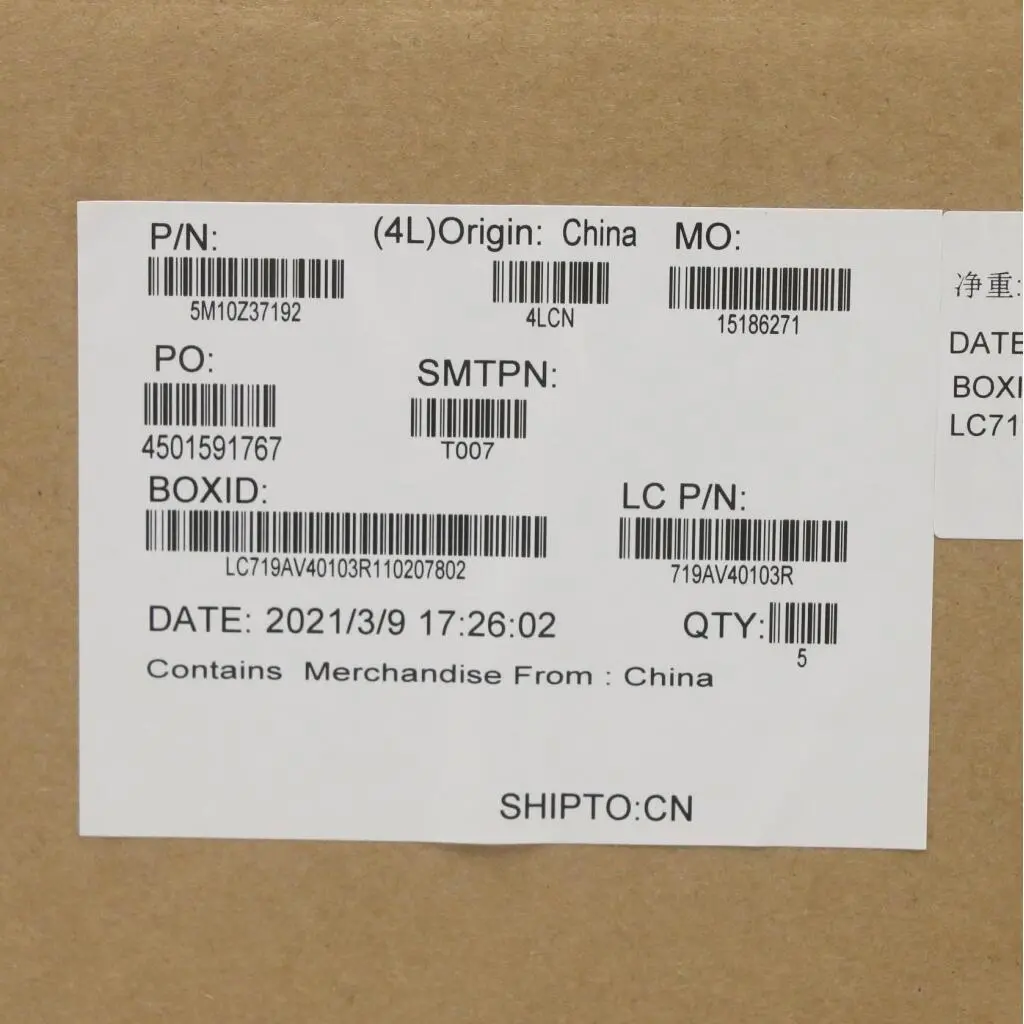 P/N: (4L)Origin: China MO:
5M10Z37192 4LCN 15186271
PO: SMTPN:
4501591767 T007
BOXID: LC P/N:
LC719AV40103R110207802 719AV40103R
DATE: 2021/3/9 17:26:02 QTY:
5
Contains Merchandise From : China
SHIPTO:CN
净重:
DATE
BOXI
LC71